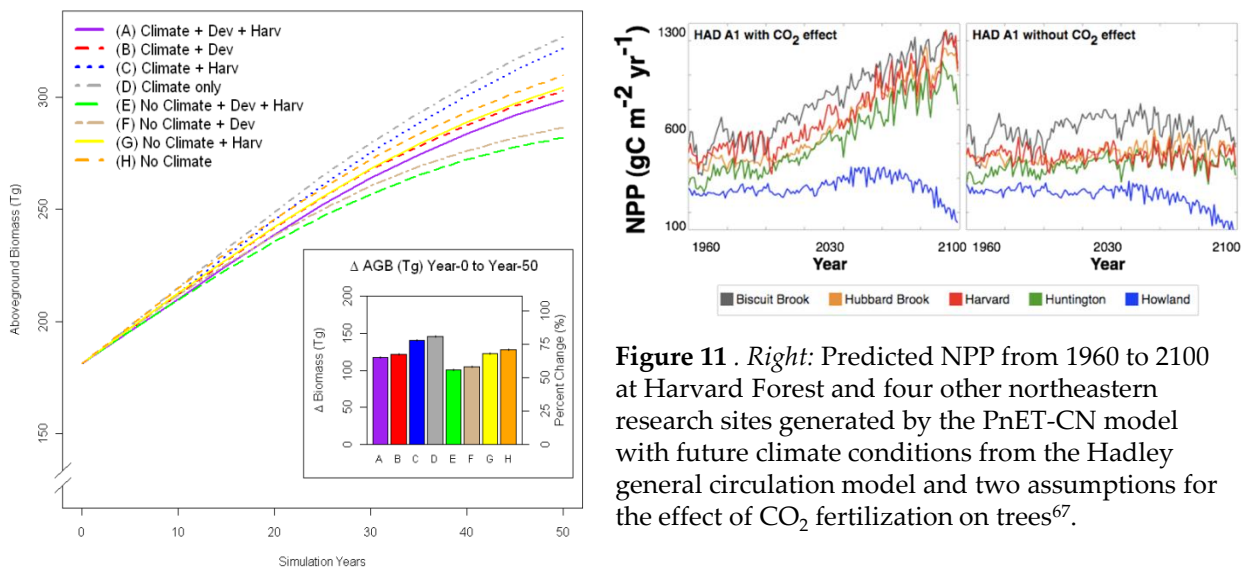 (A) Climate + Dev + Harv
(B) Climate + Dev
(C) Climate + Harv
(D) Climate only
(E) No Climate + Dev + Harv
(F) No Climate + Dev
(G) No Climate + Harv
(H) No Climate
Aboveground Biomass (Tg)
300
250
200
150
0
10
20
30
40
50
Simulation Years
Δ AGB (Tg) Year-0 to Year-50
Δ Biomass (Tg)
200
150
100
50
0
Percent Change (%)
100
75
50
25
0
A B C D E F G H
HAD A1 with CO2 effect
HAD A1 without CO2 effect
NPP (gC m-2 yr-1)
1300
600
100
1960 2030 2100
1960 2030 2100
Year
Year
Biscuit Brook Hubbard Brook Harvard Huntington Howland
Figure 11 . Right: Predicted NPP from 1960 to 2100
at Harvard Forest and four other northeastern
research sites generated by the PnET-CN model
with future climate conditions from the Hadley
general circulation model and two assumptions for
the effect of CO2 fertilization on trees67.